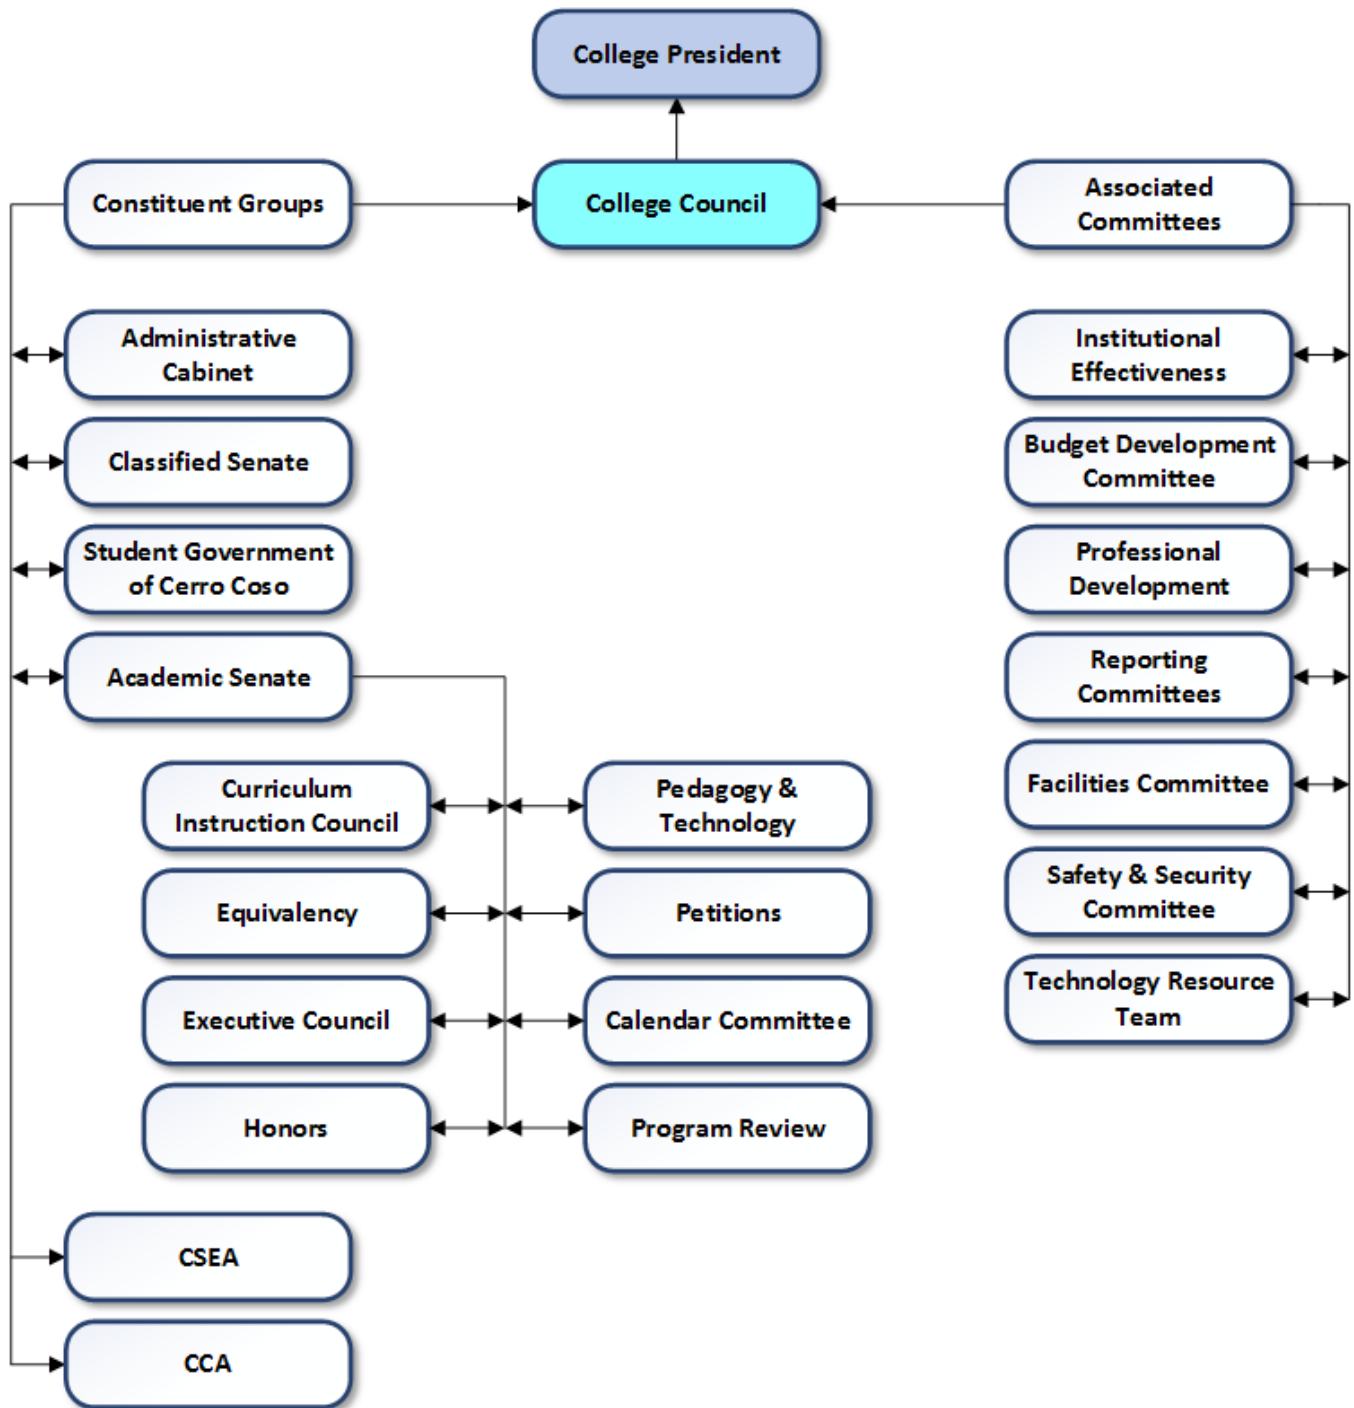 College President
Constituent Groups
College Council
Associated
Committees
Administrative
Cabinet
Classified Senate
Student Government
of Cerro Coso
Academic Senate
Curriculum
Instruction Council
Equivalency
Executive Council
Honors
Pedagogy &
Technology
Petitions
Calendar Committee
Program Review
CSEA
CCA
Institutional
Effectiveness
Budget Development
Committee
Professional
Development
Reporting
Committees
Facilities Committee
Safety & Security
Committee
Technology Resource
Team